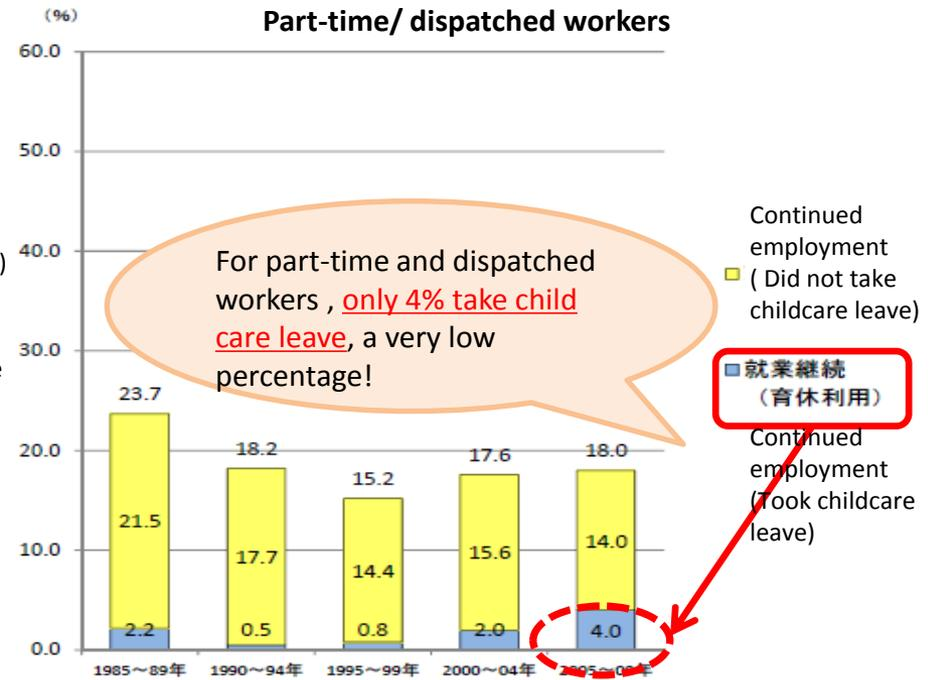 Part-time/ dispatched workers
(%)
60.0
50.0
40.0
30.0
20.0
10.0
0.0
)
e
For part-time and dispatched
workers , only 4% take child
care leave, a very low
percentage!
23.7
21.5
2.2
18.2
17.7
0.5
15.2
14.4
0.8
17.6
15.6
2.0
18.0
14.0
4.0
1985～89年
1990～94年
1995～99年
2000～04年
Continued
employment
( Did not take
childcare leave)
就業継続
（育休利用）
Continued
employment
(Took childcare
leave)